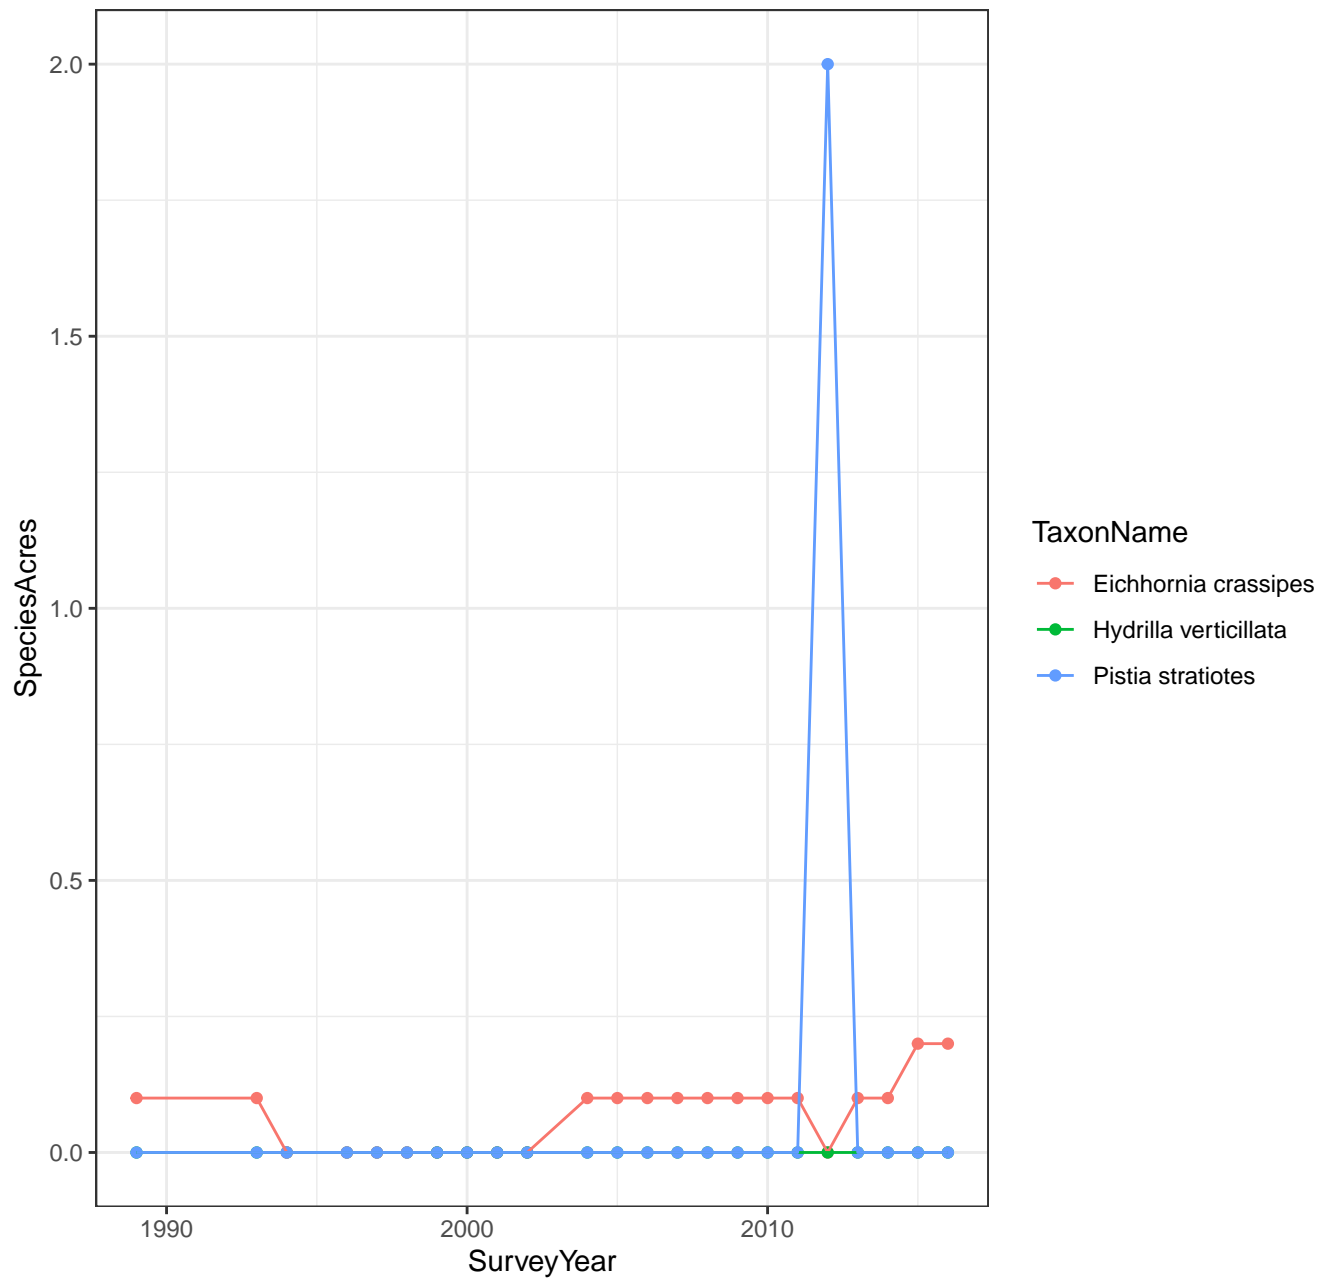 2.0
1.5
1.0
0.5
0.0
SpeciesAcres
1990 2000 2010
SurveyYear
TaxonName
Eichhornia crassipes
Hydrilla verticillata
Pistia stratiotes